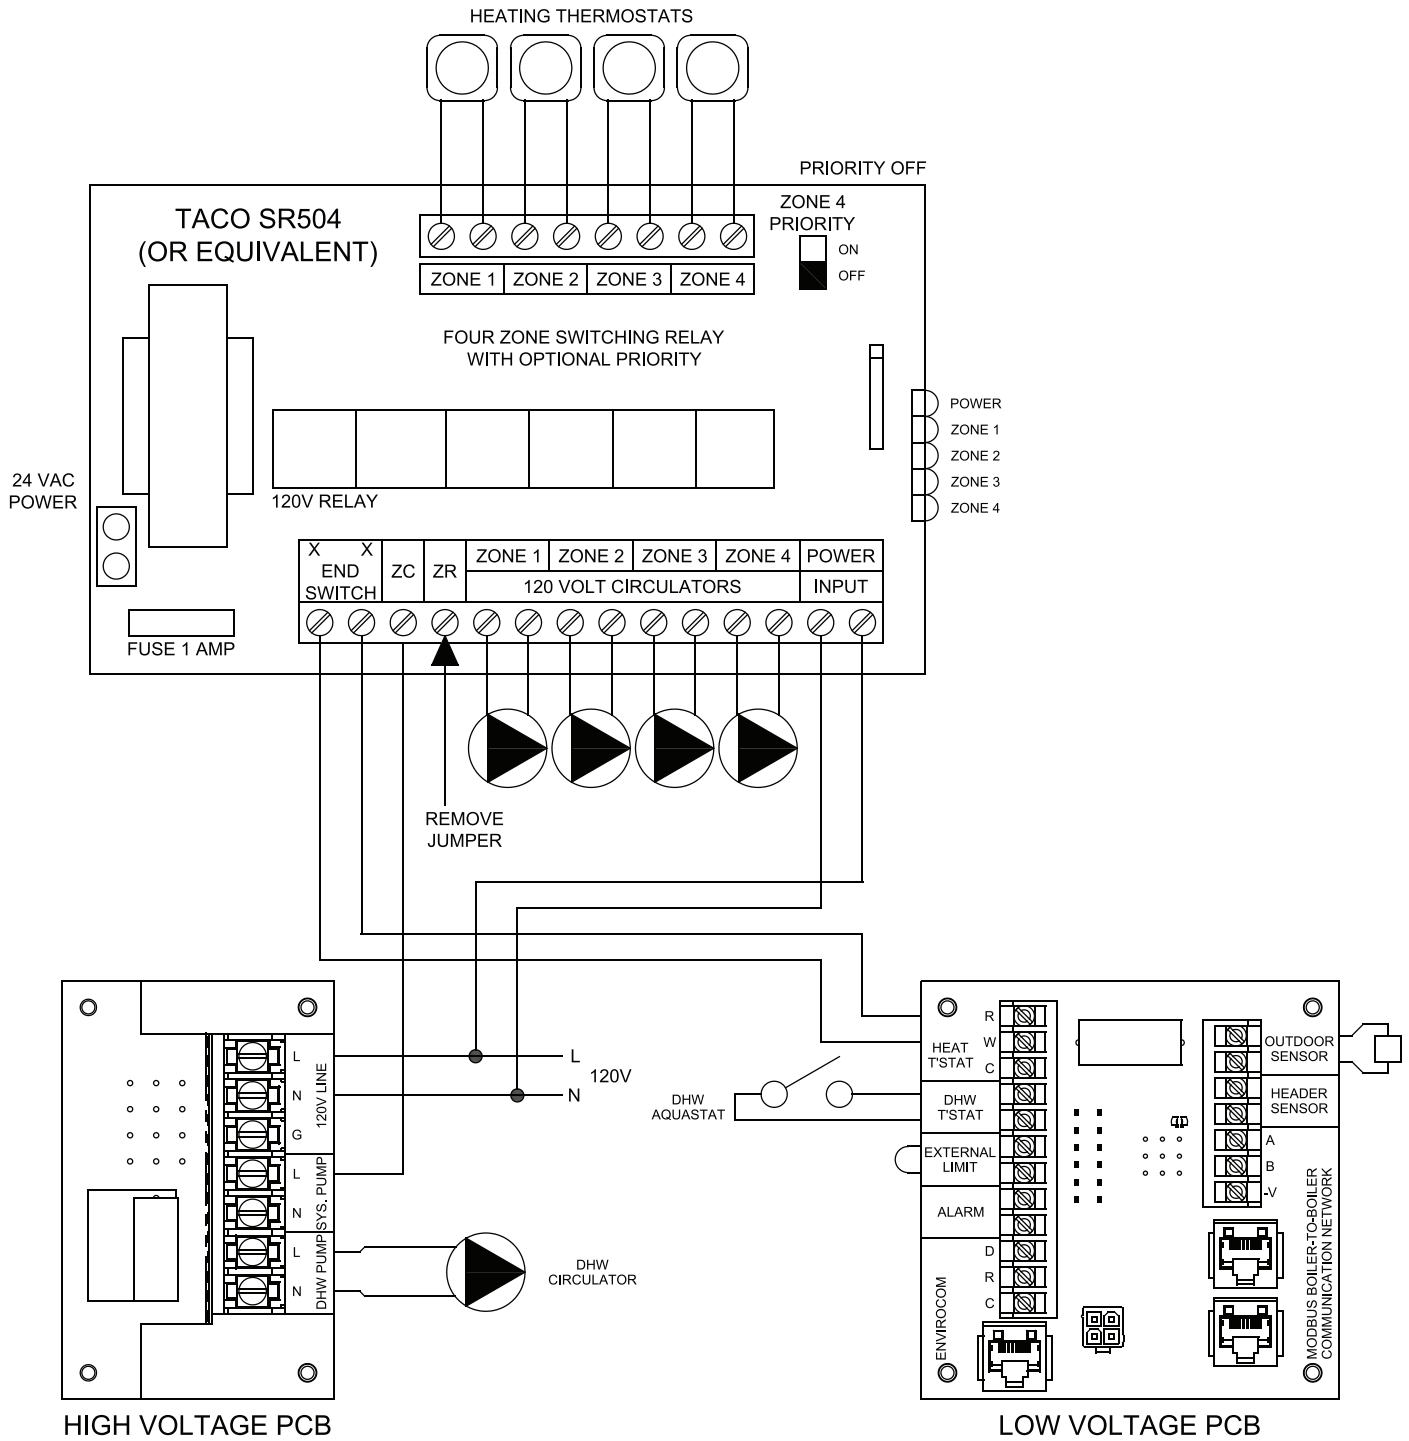 HEATING THERMOSTATS
PRIORITY OFF
TACO SR504
(OR EQUIVALENT)
ZONE 4
PRIORITY
ON
OFF
ZONE 1 ZONE 2 ZONE 3 ZONE 4
FOUR ZONE SWITCHING RELAY
WITH OPTIONAL PRIORITY
POWER
ZONE 1
ZONE 2
ZONE 3
ZONE 4
24 VAC
POWER
120V RELAY
X X
END
SWITCH
ZC
ZR
ZONE 1 ZONE 2 ZONE 3 ZONE 4
120 VOLT CIRCULATORS
POWER
INPUT
FUSE 1 AMP
REMOVE
JUMPER
L
N
G
L
N
L
N
120V LINE
SYS. PUMP
DHW PUMP
L
120V
N
DHW
CIRCULATOR
HIGH VOLTAGE PCB
DHW
AQUASTAT
R
W
C
HEAT
T'STAT
DHW
T'STAT
EXTERNAL
LIMIT
ALARM
D
R
C
ENVIROCOM
OUTDOOR
SENSOR
HEADER
SENSOR
A
B
-V
MODBUS BOILER-TO-BOILER
COMMUNICATION NETWORK
LOW VOLTAGE PCB